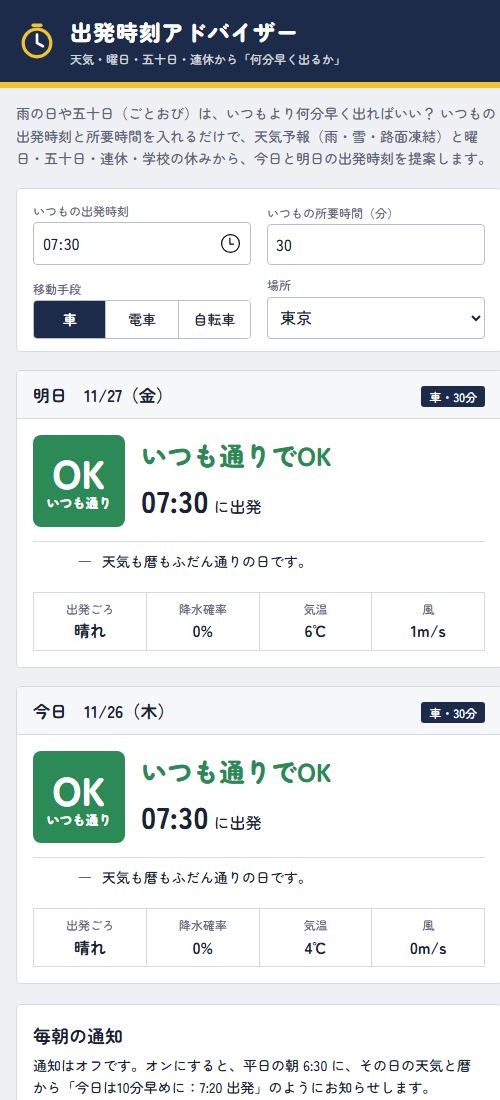 出発時刻アドバイザー
天気・曜日・五十日・連休から「何分早く出るか」
雨の日や五十日（ごとおび）は、いつもより何分早く出ればいい？ いつもの
出発時刻と所要時間を入れるだけで、天気予報（雨・雪・路面凍結）と曜
日・五十日・連休・学校の休みから、今日と明日の出発時刻を提案します。
いつもの出発時刻
いつもの所要時間（分）
07:30
30
移動手段
場所
車
電車
自転車
東京
明日 11/27（金）
車・30分
OK
いつも通り
いつも通りでOK
07:30 に出発
— 天気も暦もふだん通りの日です。
出発ごろ
降水確率
気温
風
晴れ
0%
6℃
1m/s
今日 11/26（木）
車・30分
OK
いつも通り
いつも通りでOK
07:30 に出発
— 天気も暦もふだん通りの日です。
出発ごろ
降水確率
気温
風
晴れ
0%
4℃
0m/s
毎朝の通知
通知はオフです。オンにすると、平日の朝 6:30 に、その日の天気と暦
から「今日は10分早めに：7:20 出発」のようにお知らせします。